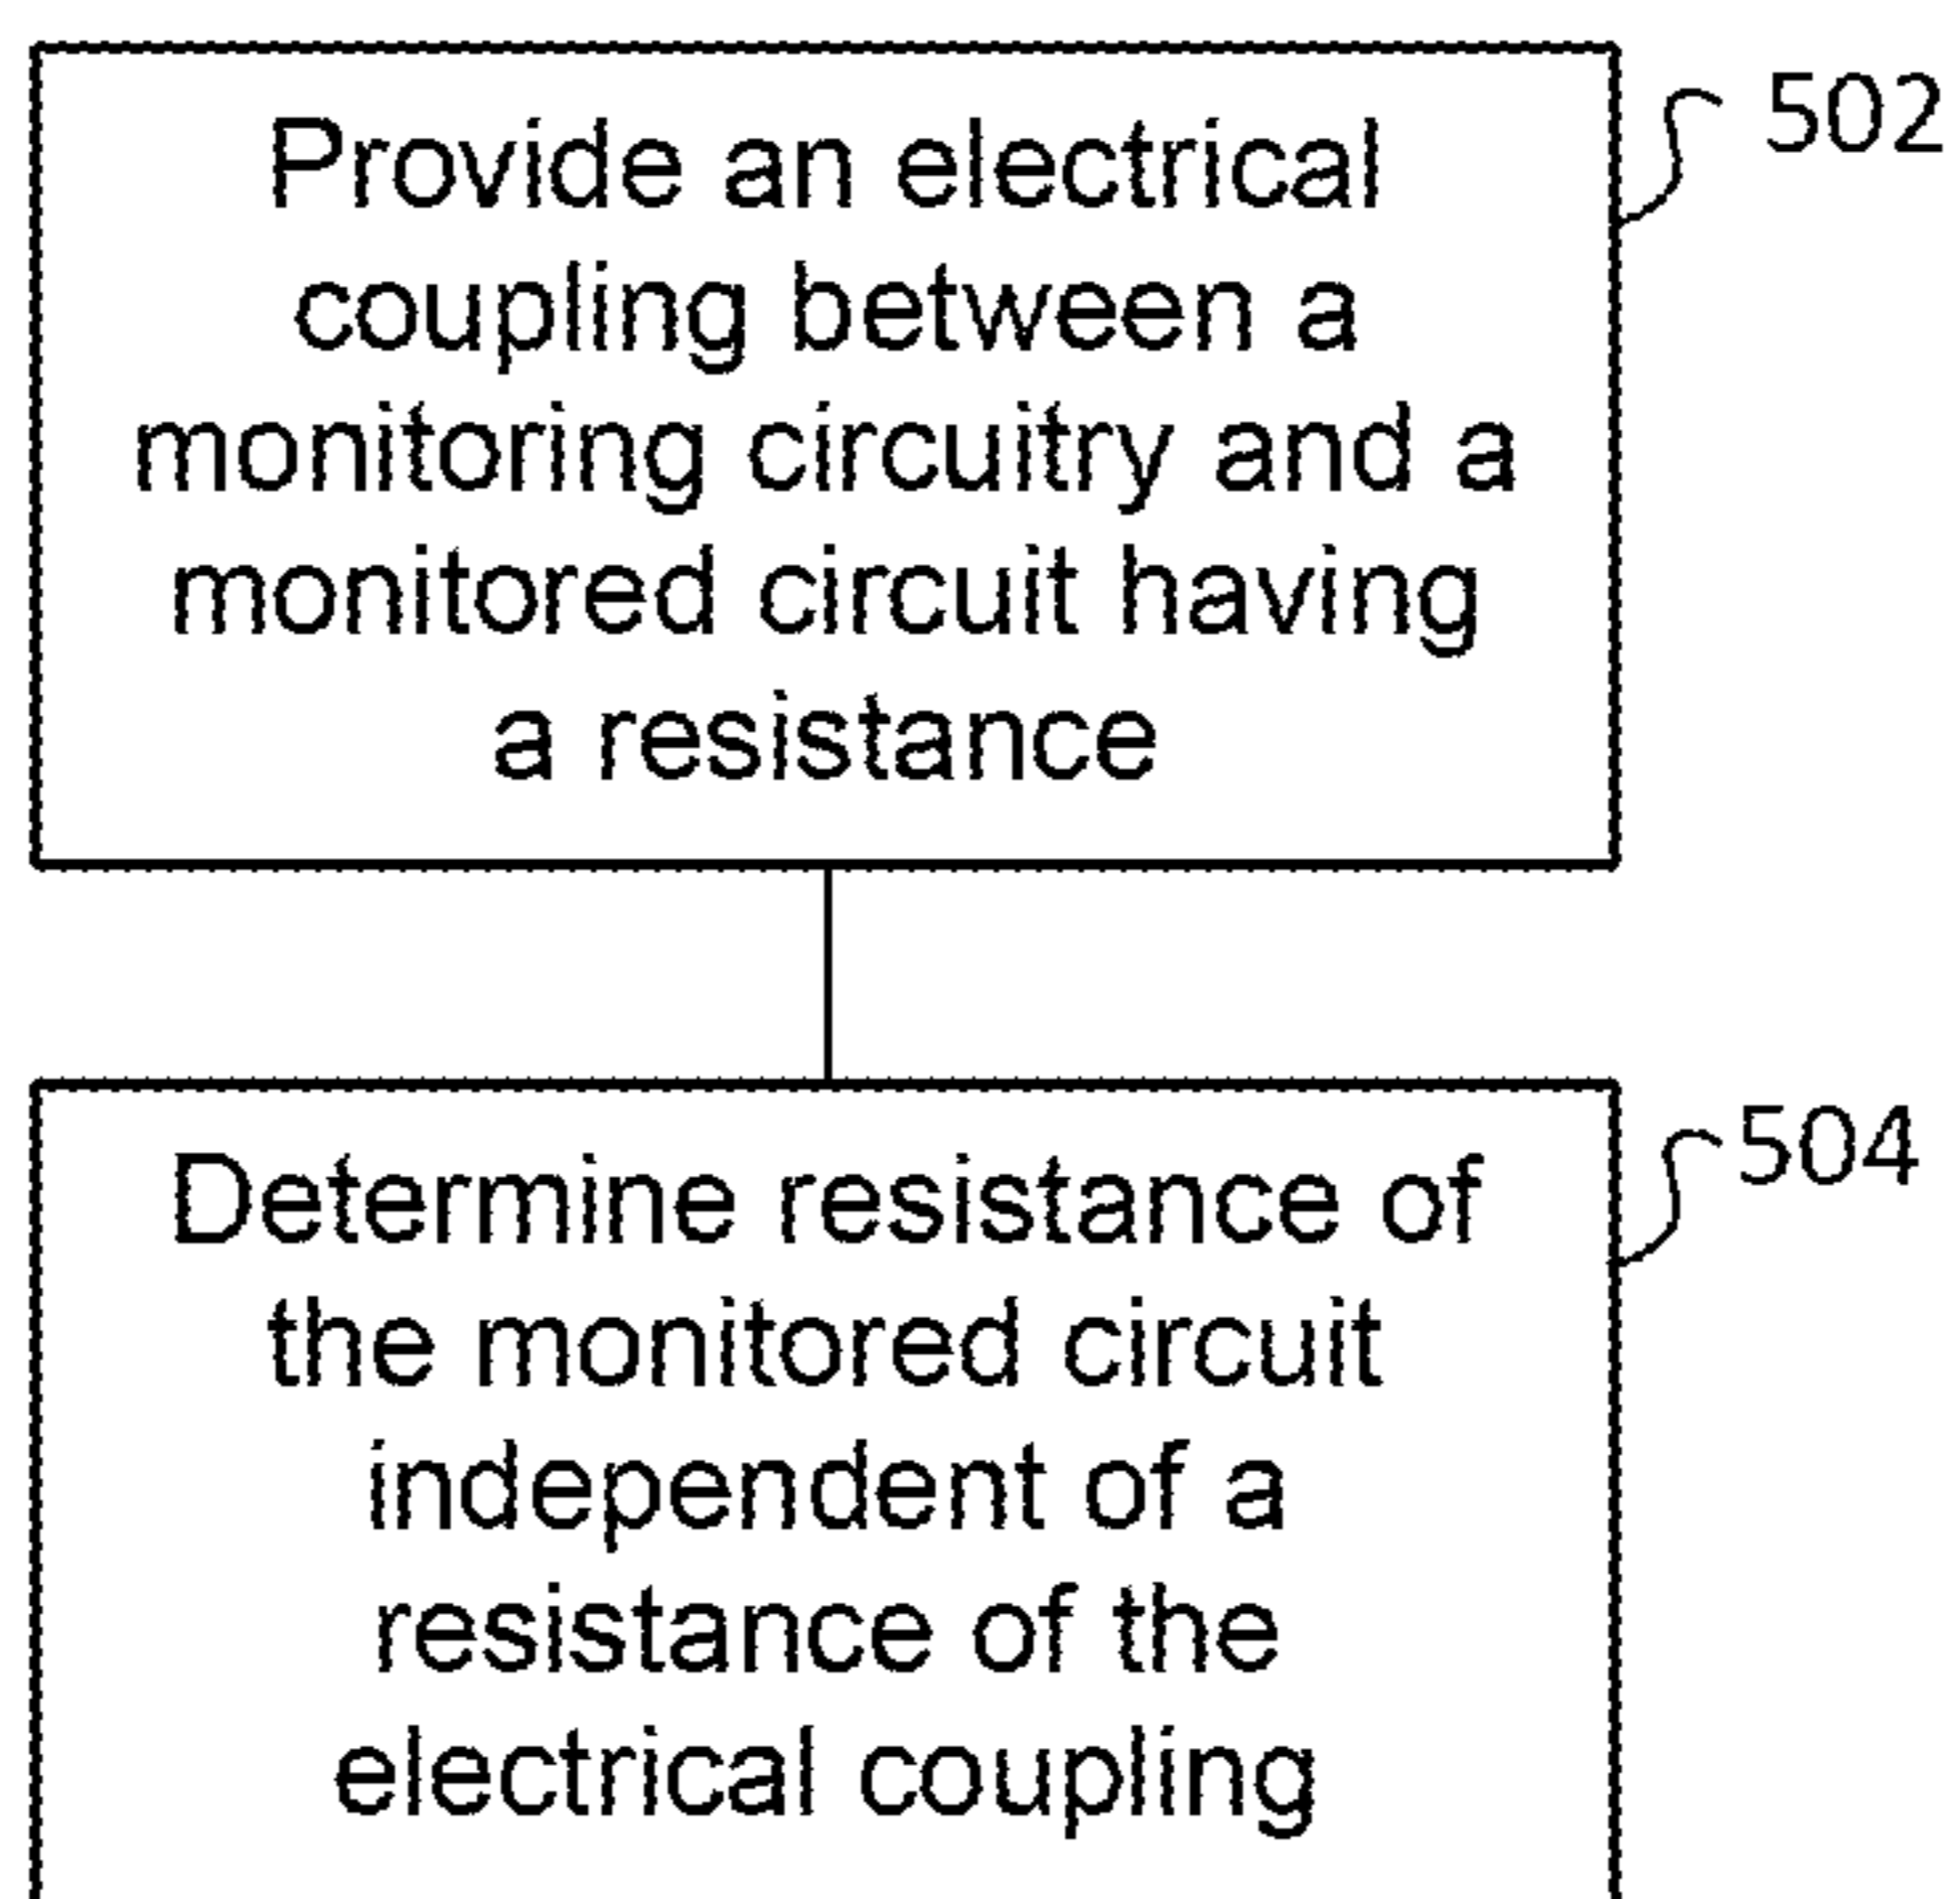 Provide an electrical
502
coupling between a
monitoring circuitry and a
monitored circuit having
a resistance
Determine resistance of
504
the monitored circuit
independent of a
resistance of the
electrical coupling